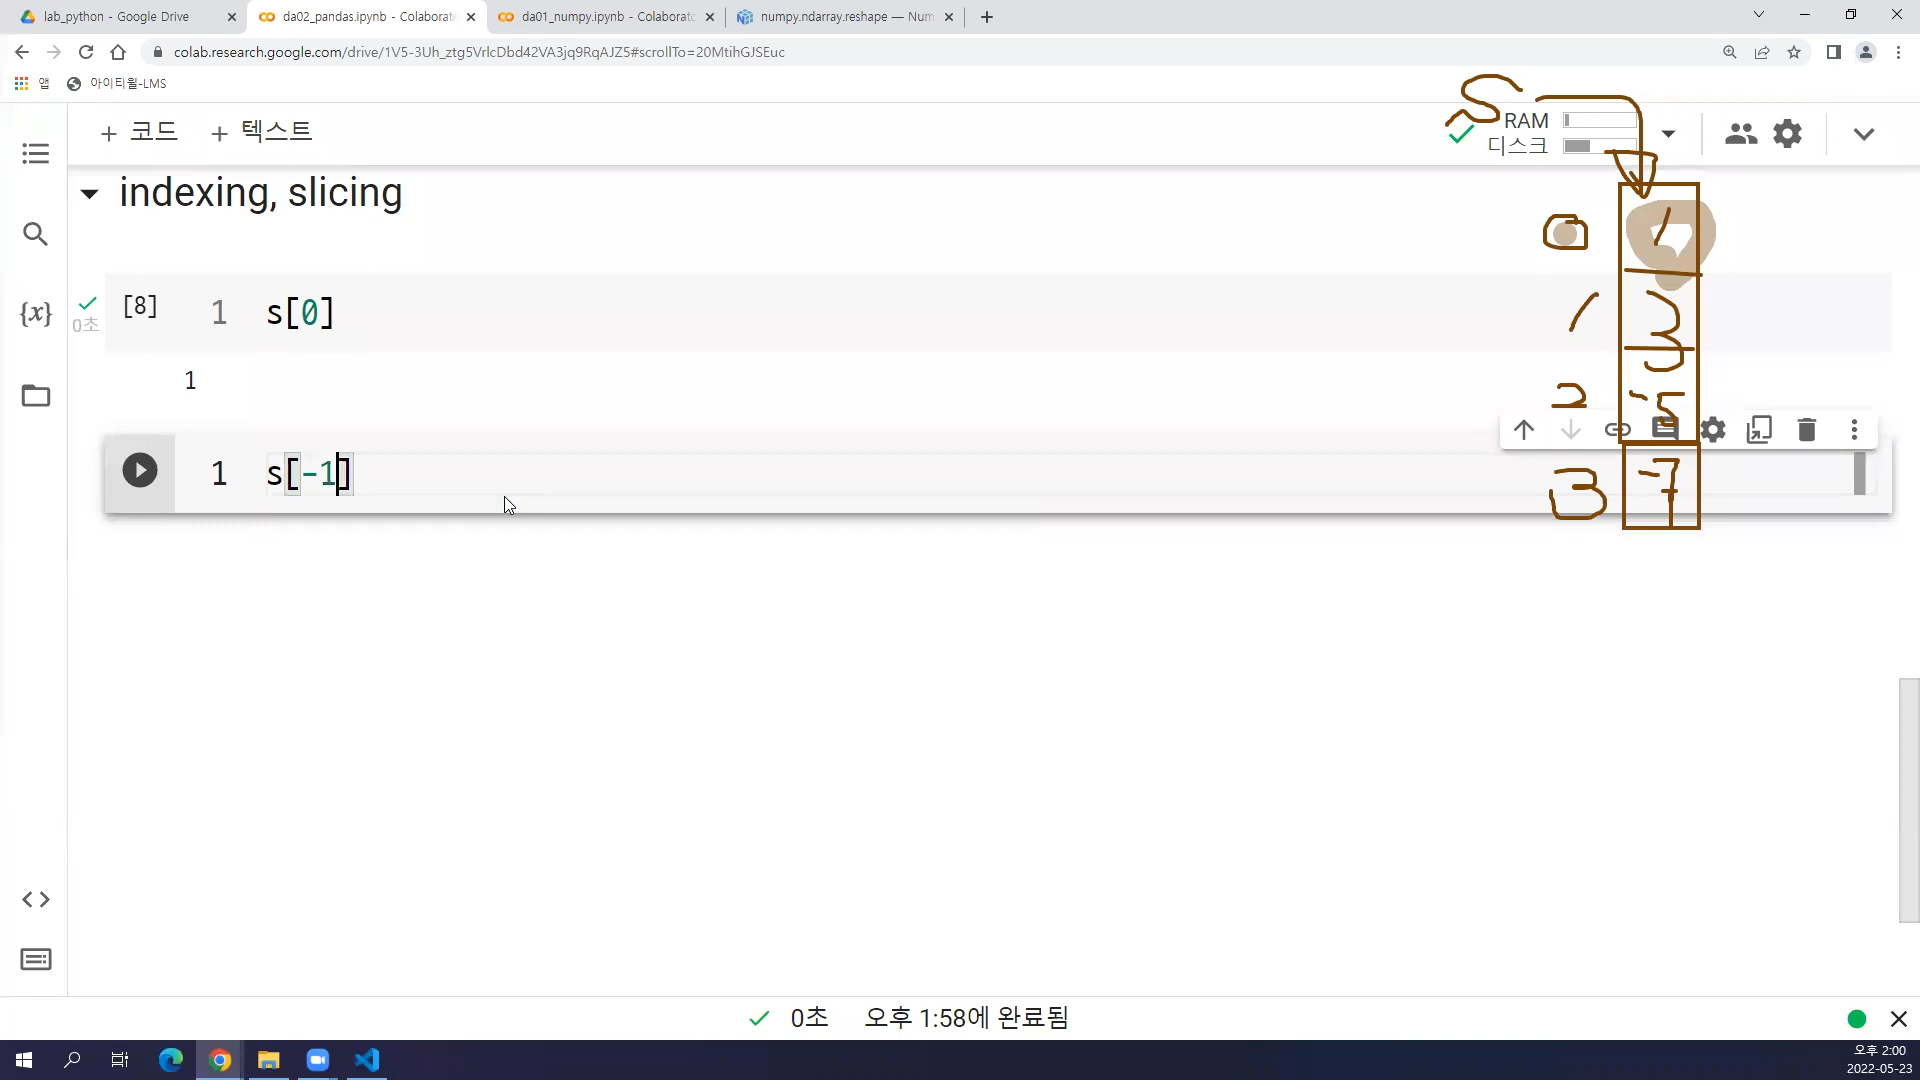 lab_python - Google Drive
da02_pandas.ipynb - Colaborato
da01_numpy.ipynb - Colaborato
numpy.ndarray.reshape — Num
colab.research.google.com/drive/1V5-3Uh_ztg5VrlcDbd42VA3jq9RqAJZ5#scrollTo=20MtihGJSEuc
앱
아이티윌-LMS
+ 코드
+ 텍스트
S
RAM
디스크
indexing, slicing
0 1
[8] 1 s[0]
0초
1 3
1
2 -5
1 s[-1]
3 -7
0초 오후 1:58에 완료됨
오후 2:00
2022-05-23